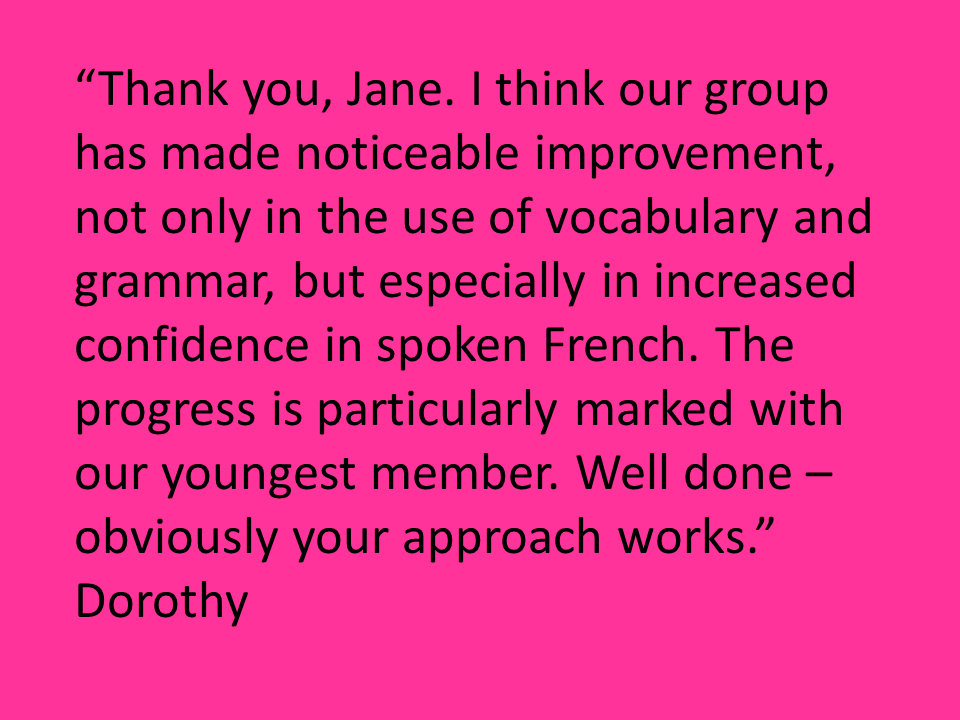 “Thank you, Jane. I think our group
has made noticeable improvement,
not only in the use of vocabulary and
grammar, but especially in increased
confidence in spoken French. The
progress is particularly marked with
our youngest member. Well done –
obviously your approach works.”
Dorothy